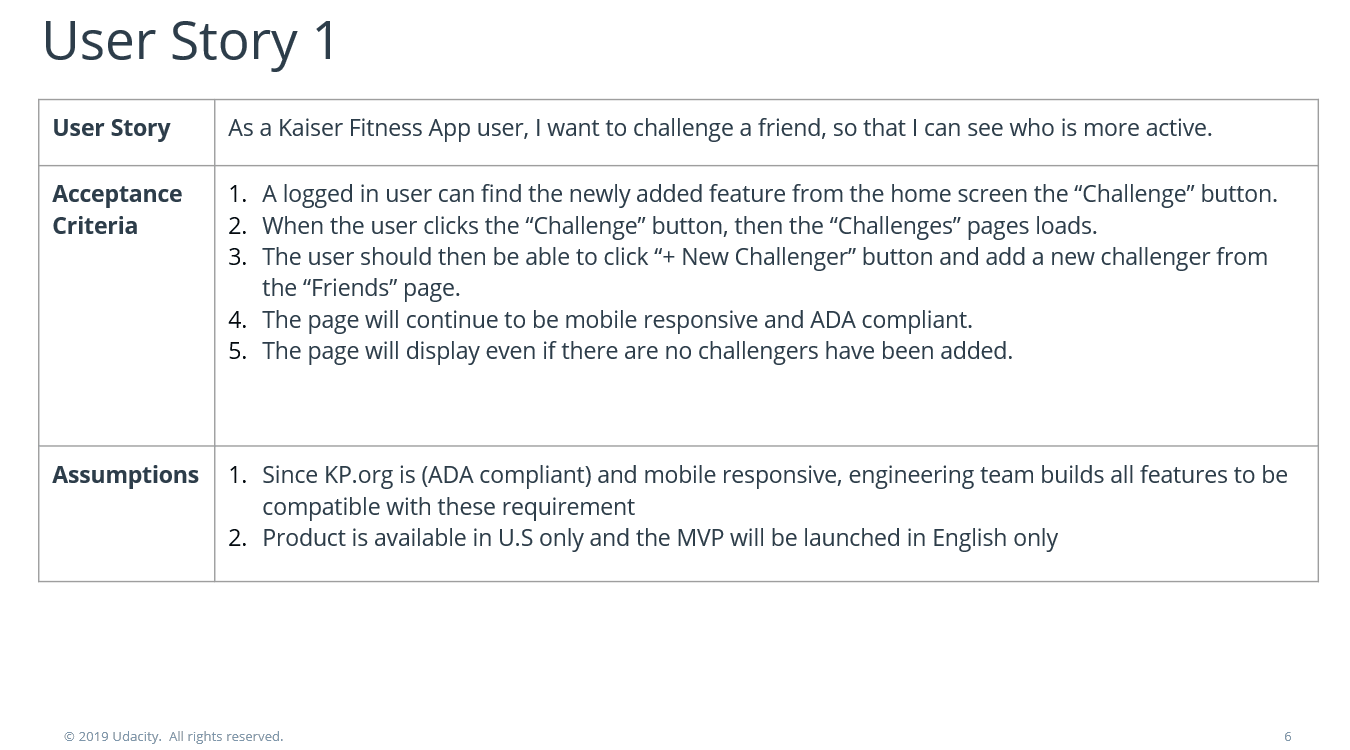 User Story 1
User Story
As a Kaiser Fitness App user, I want to challenge a friend, so that I can see who is more active.
Acceptance
Criteria
1. A logged in user can find the newly added feature from the home screen the “Challenge” button.
2. When the user clicks the “Challenge” button, then the “Challenges” pages loads.
3. The user should then be able to click “+ New Challenger” button and add a new challenger from
the “Friends” page.
4. The page will continue to be mobile responsive and ADA compliant.
5. The page will display even if there are no challengers have been added.
Assumptions
1. Since KP.org is (ADA compliant) and mobile responsive, engineering team builds all features to be
compatible with these requirement
2. Product is available in U.S only and the MVP will be launched in English only
© 2019 Udacity. All rights reserved.
6